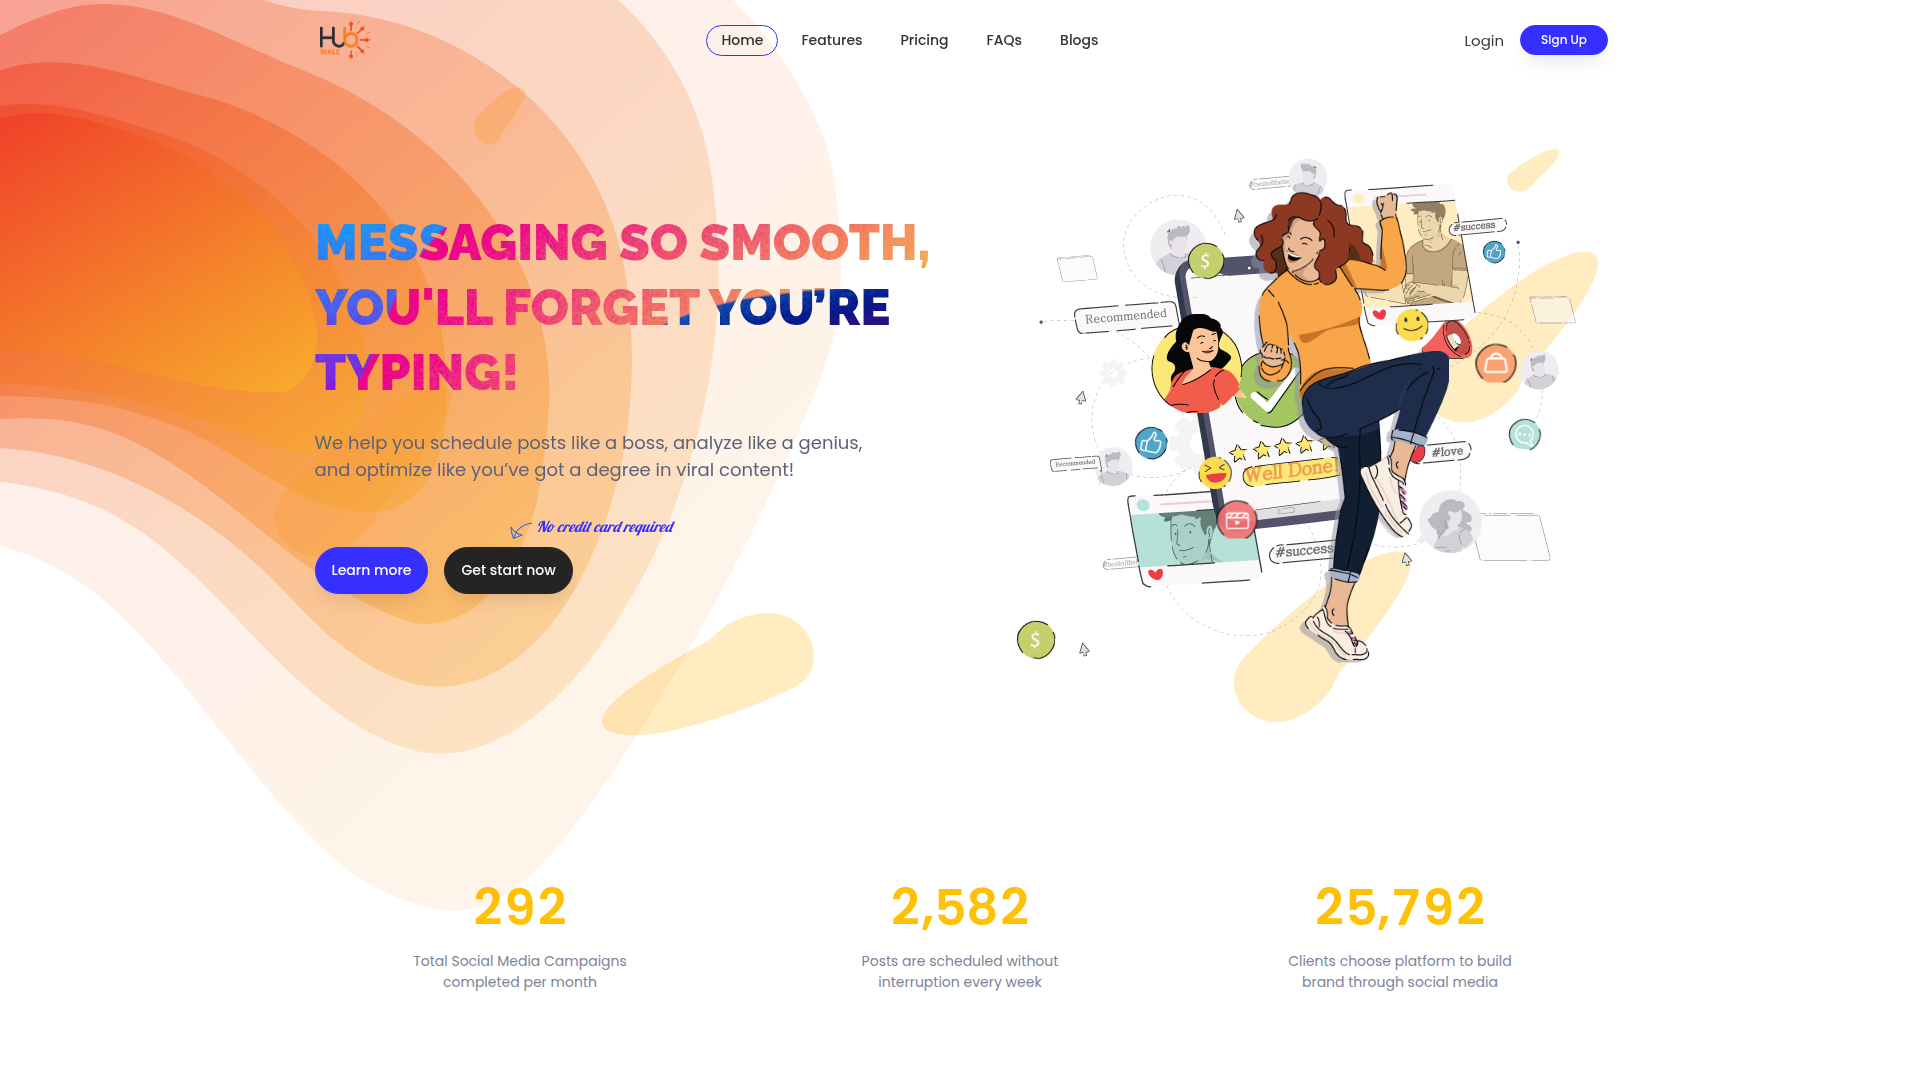 Hub
WALE
Home
Features
Pricing
FAQs
Blogs
Login
Sign Up
MESSAGING SO SMOOTH,
YOU'LL FORGET YOU’RE
TYPING!
We help you schedule posts like a boss, analyze like a genius,
and optimize like you’ve got a degree in viral content!
No credit card required
Learn more
Get start now
#success
Recommended
$
Recommended
#love
Well Done!
#success
$
292
Total Social Media Campaigns
completed per month
2,582
Posts are scheduled without
interruption every week
25,792
Clients choose platform to build
brand through social media